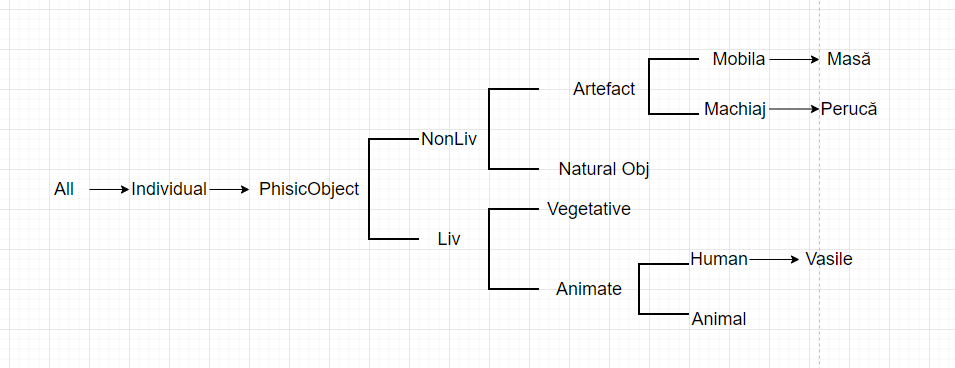 Mobila
Masă
Artefact
Machiaj
Perucă
NonLiv
Natural Obj
All
Individual
PhisicObject
Vegetative
Liv
Human
Vasile
Animate
Animal